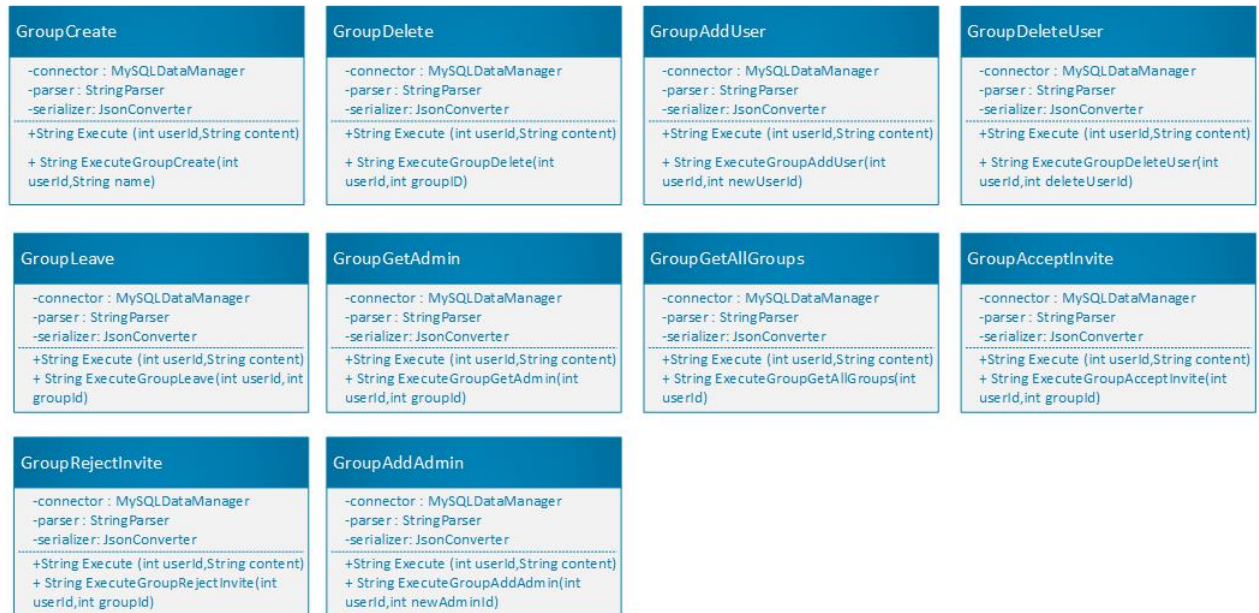 GroupCreate
-connector : MySQLDataManager
-parser : StringParser
-serializer: JsonConverter
+String Execute (int userId,String content)
+ String ExecuteGroupCreate(int
userId,String name)
GroupDelete
-connector : MySQLDataManager
-parser : StringParser
-serializer: JsonConverter
+String Execute (int userId,String content)
+ String ExecuteGroupDelete(int
userId,int groupID)
GroupAddUser
-connector : MySQLDataManager
-parser : StringParser
-serializer: JsonConverter
+String Execute (int userId,String content)
+ String ExecuteGroupAddUser(int
userId,int newUserId)
GroupDeleteUser
-connector : MySQLDataManager
-parser : StringParser
-serializer: JsonConverter
+String Execute (int userId,String content)
+ String ExecuteGroupDeleteUser(int
userId,int deleteUserId)
GroupLeave
-connector : MySQLDataManager
-parser : StringParser
-serializer: JsonConverter
+String Execute (int userId,String content)
+ String ExecuteGroupLeave(int userId,int
groupId)
GroupGetAdmin
-connector : MySQLDataManager
-parser : StringParser
-serializer: JsonConverter
+String Execute (int userId,String content)
+ String ExecuteGroupGetAdmin(int
userId,int groupId)
GroupGetAllGroups
-connector : MySQLDataManager
-parser : StringParser
-serializer: JsonConverter
+String Execute (int userId,String content)
+ String ExecuteGroupGetAllGroups(int
userId)
GroupAcceptInvite
-connector : MySQLDataManager
-parser : StringParser
-serializer: JsonConverter
+String Execute (int userId,String content)
+ String ExecuteGroupAcceptInvite(int
userId,int groupId)
GroupRejectInvite
-connector : MySQLDataManager
-parser : StringParser
-serializer: JsonConverter
+String Execute (int userId,String content)
+ String ExecuteGroupRejectInvite(int
userId,int groupId)
GroupAddAdmin
-connector : MySQLDataManager
-parser : StringParser
-serializer: JsonConverter
+String Execute (int userId,String content)
+ String ExecuteGroupAddAdmin(int
userId,int newAdminId)